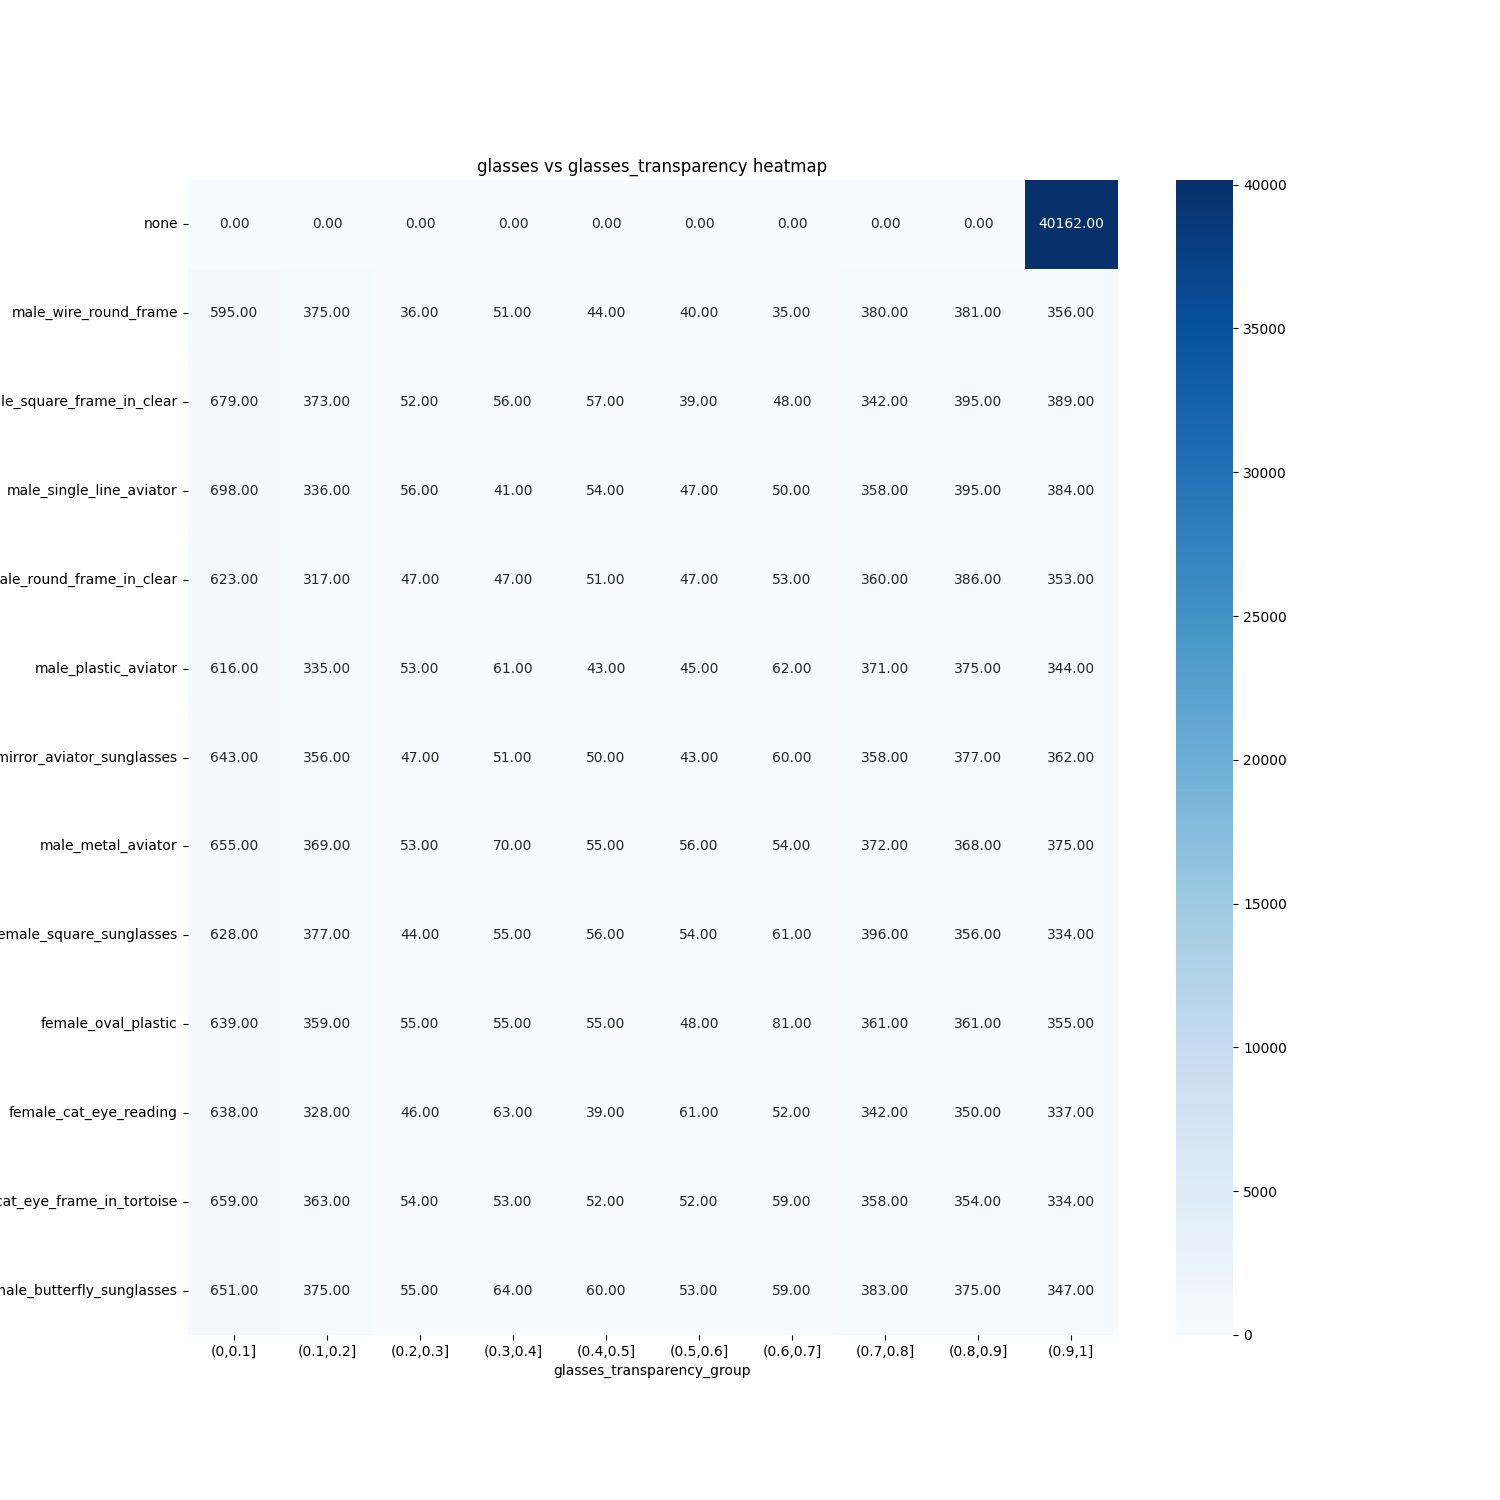 glasses vs glasses_transparency heatmap
none 0.00 0.00 0.00 0.00 0.00 0.00 0.00 0.00 0.00 40162.00
male_wire_round_frame 595.00 375.00 36.00 51.00 44.00 40.00 35.00 380.00 381.00 356.00
le_square_frame_in_clear 679.00 373.00 52.00 56.00 57.00 39.00 48.00 342.00 395.00 389.00
male_single_line_aviator 698.00 336.00 56.00 41.00 54.00 47.00 50.00 358.00 395.00 384.00
ale_round_frame_in_clear 623.00 317.00 47.00 47.00 51.00 47.00 53.00 360.00 386.00 353.00
male_plastic_aviator 616.00 335.00 53.00 61.00 43.00 45.00 62.00 371.00 375.00 344.00
mirror_aviator_sunglasses 643.00 356.00 47.00 51.00 50.00 43.00 60.00 358.00 377.00 362.00
male_metal_aviator 655.00 369.00 53.00 70.00 55.00 56.00 54.00 372.00 368.00 375.00
emale_square_sunglasses 628.00 377.00 44.00 55.00 56.00 54.00 61.00 396.00 356.00 334.00
female_oval_plastic 639.00 359.00 55.00 55.00 55.00 48.00 81.00 361.00 361.00 355.00
female_cat_eye_reading 638.00 328.00 46.00 63.00 39.00 61.00 52.00 342.00 350.00 337.00
cat_eye_frame_in_tortoise 659.00 363.00 54.00 53.00 52.00 52.00 59.00 358.00 354.00 334.00
male_butterfly_sunglasses 651.00 375.00 55.00 64.00 60.00 53.00 59.00 383.00 375.00 347.00
(0,0.1] (0.1,0.2] (0.2,0.3] (0.3,0.4] (0.4,0.5] (0.5,0.6] (0.6,0.7] (0.7,0.8] (0.8,0.9] (0.9,1]
glasses_transparency_group
40000
35000
30000
25000
20000
15000
10000
5000
0